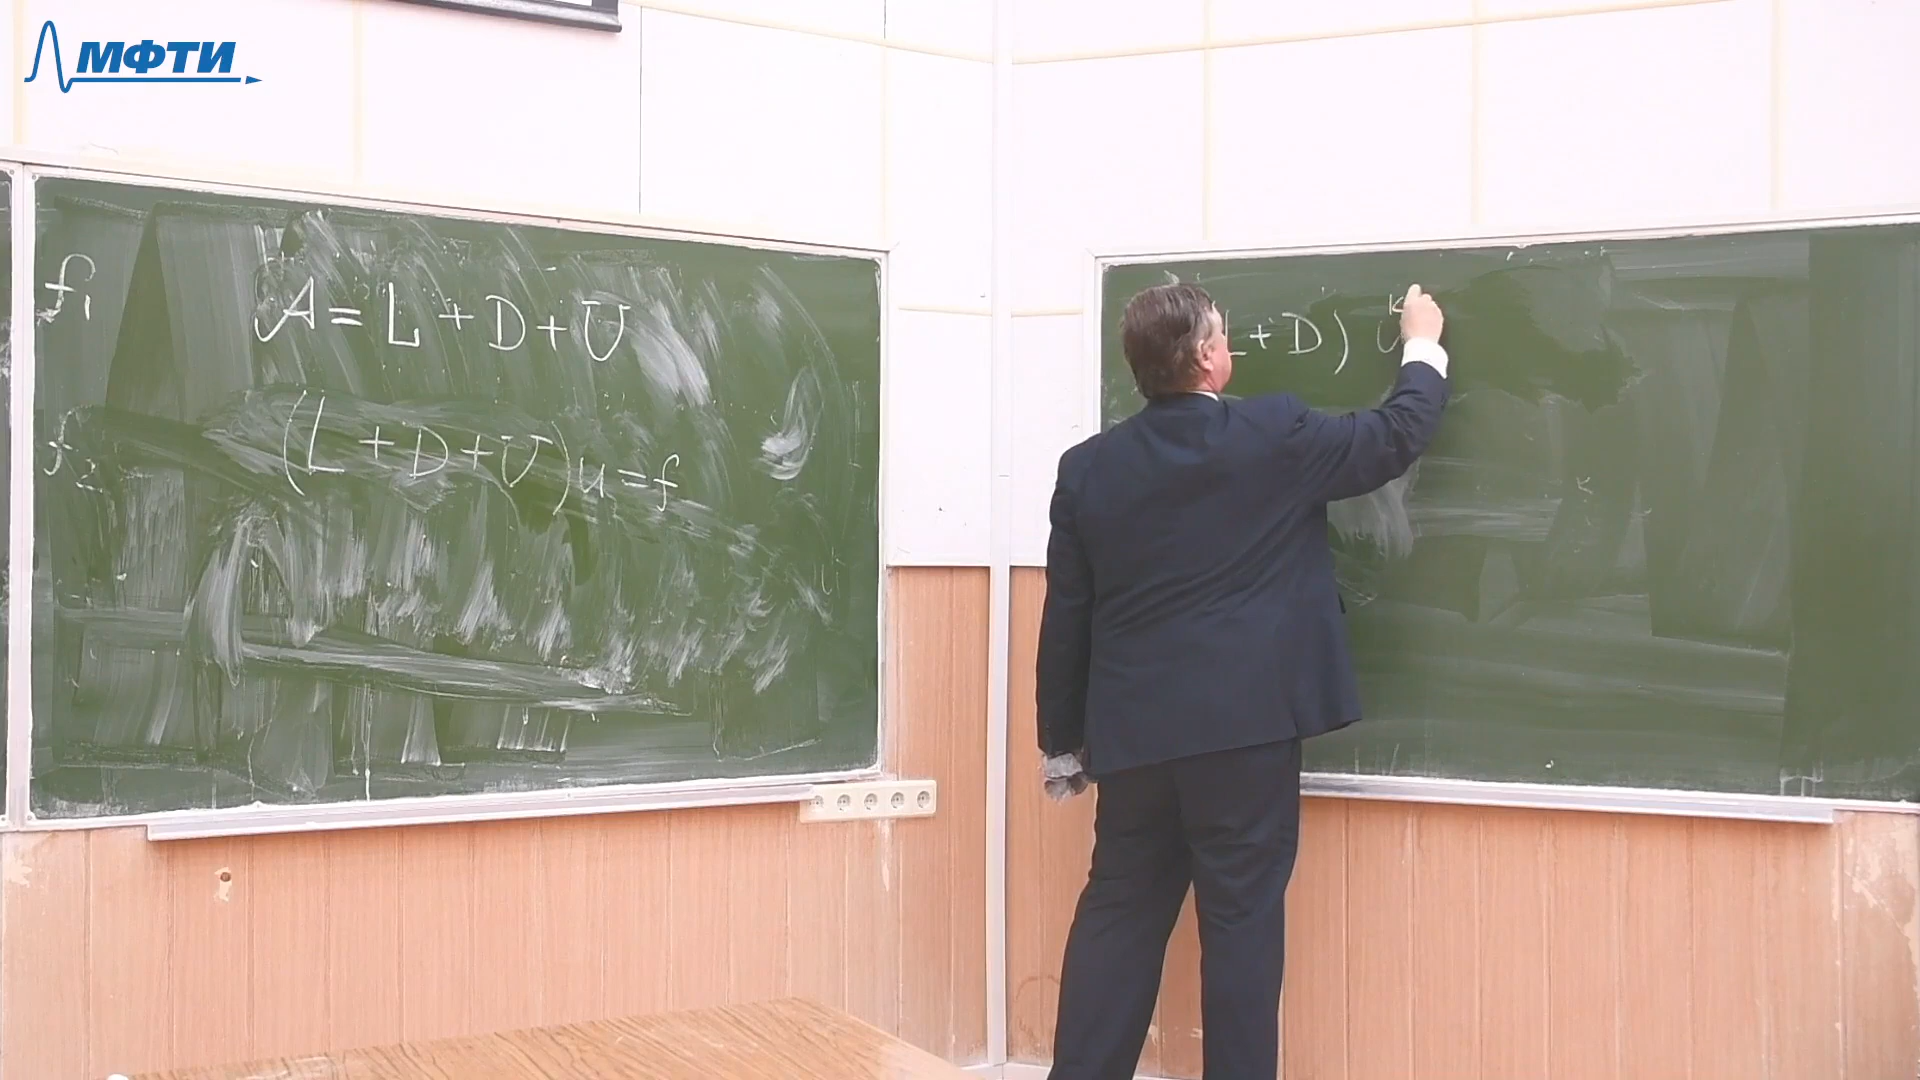 МФТИ
f₁
A = L + D + U
f₂
(L + D + U)u = f
L + D) u^k